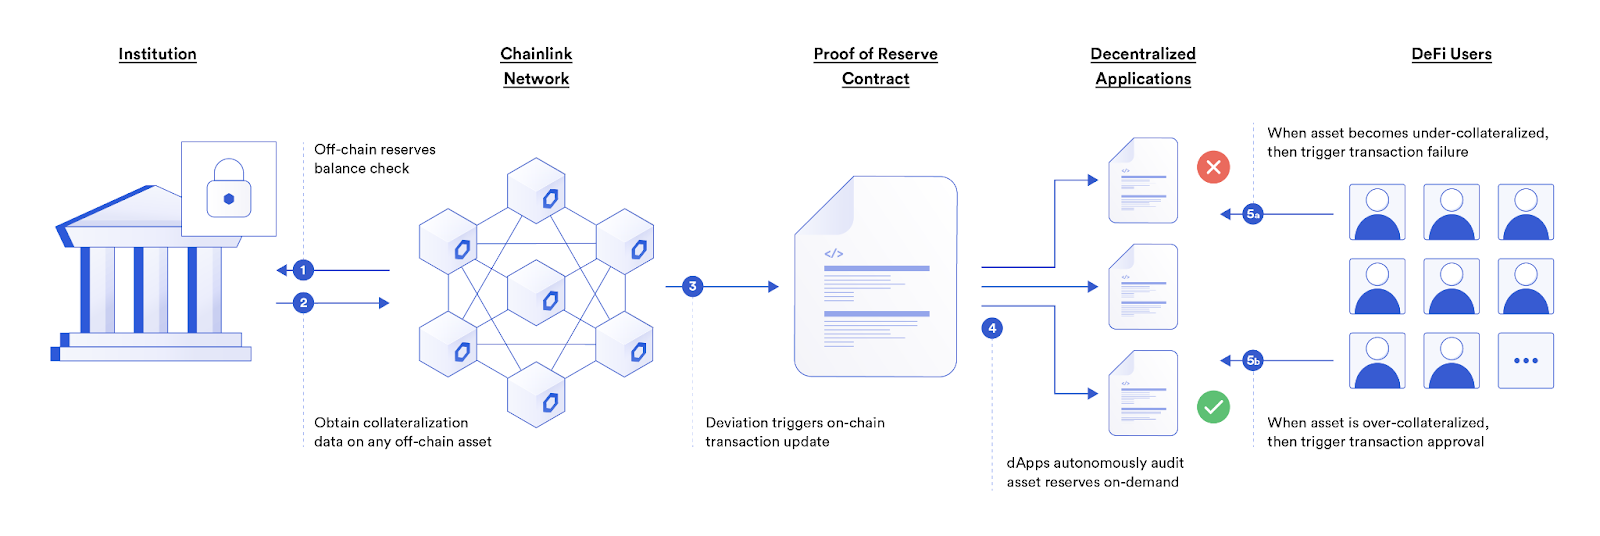 Institution
Chainlink
Network
Proof of Reserve
Contract
Decentralized
Applications
DeFi Users
Off-chain reserves
balance check
1
2
Obtain collateralization
data on any off-chain asset
3
Deviation triggers on-chain
transaction update
</>
4
dApps autonomously audit
asset reserves on-demand
</>
</>
</>
When asset becomes under-collateralized,
then trigger transaction failure
5a
5b
When asset is over-collateralized,
then trigger transaction approval